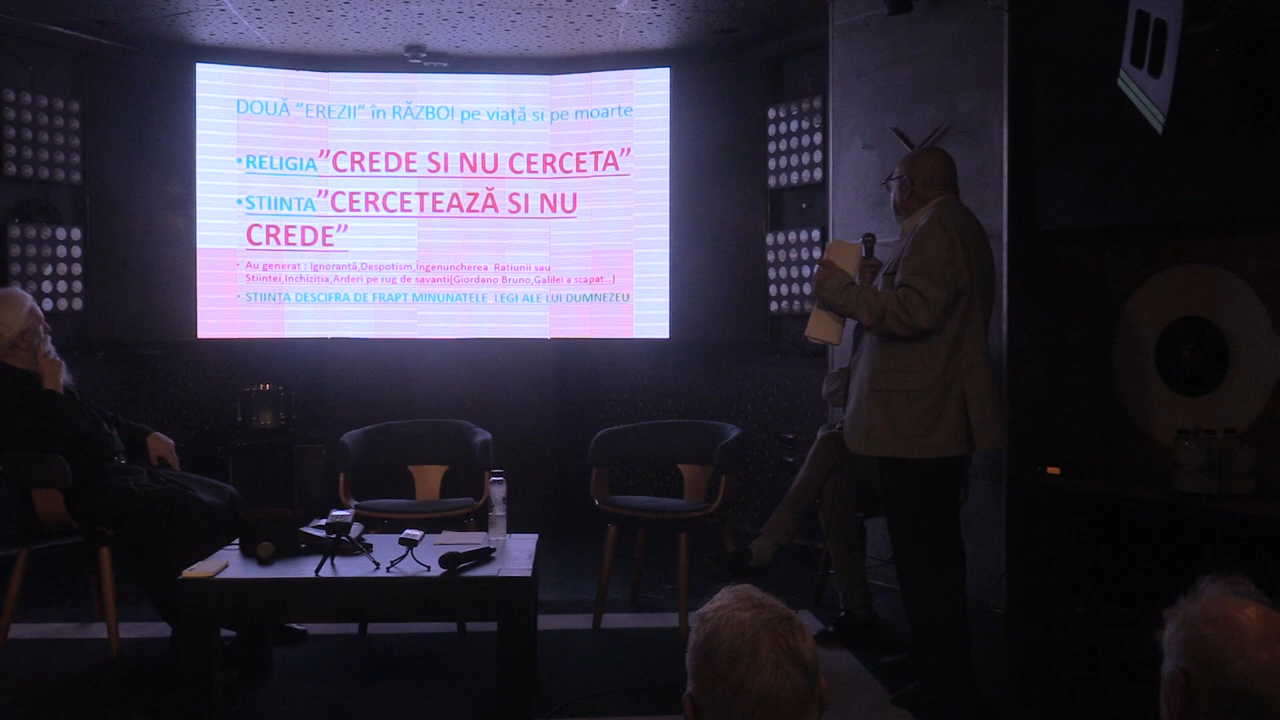 DOUĂ "EREZII" în RĂZBOI pe viață si pe moarte
•RELIGIA"CREDE SI NU CERCETA"
•STIINTA"CERCETEAZĂ SI NU
CREDE"
• Au generat : Ignorantă,Despotism,Ingenuncherea Ratiunii sau
Stiintei,Inchizitia,Arderi pe rug de savanti(Giordano Bruno,Galilei a scapat...)
• STIINTA DESCIFRA DE FRAPT MINUNATELE LEGI ALE LUI DUMNEZEU